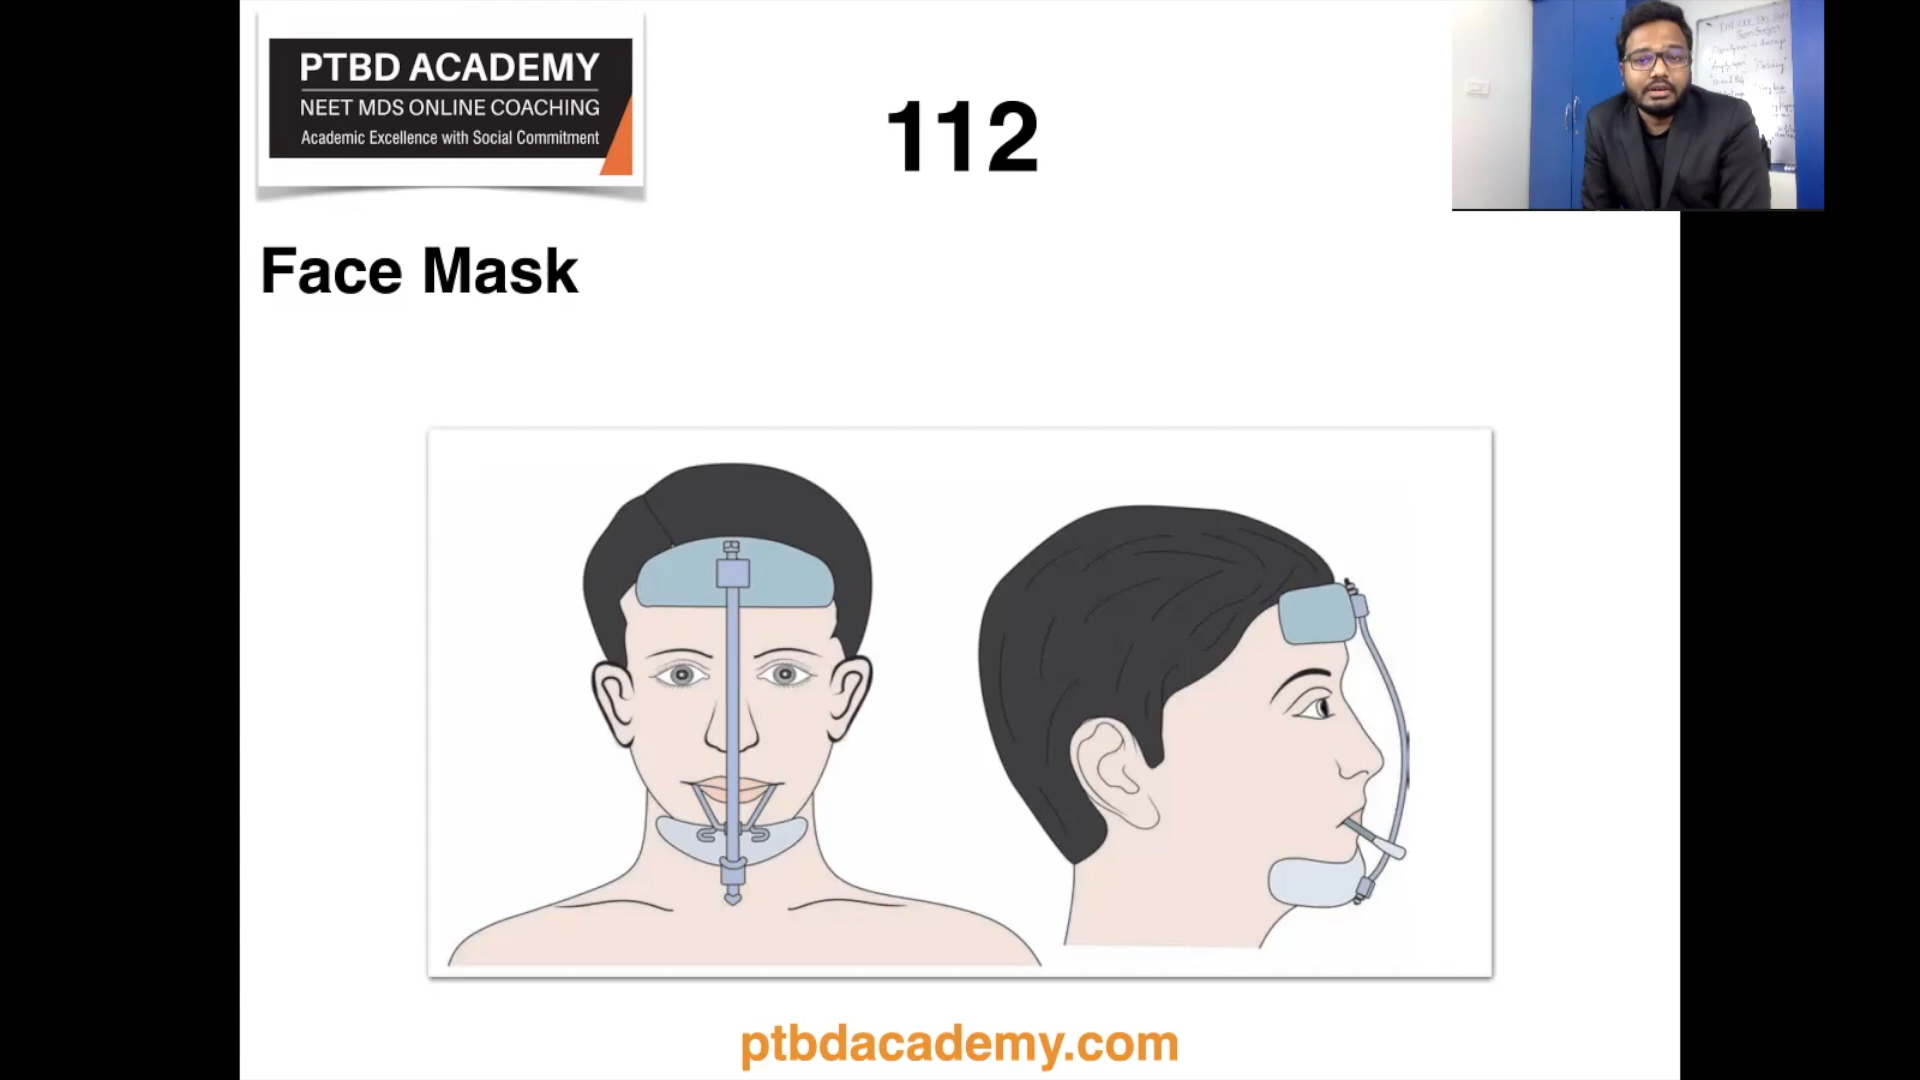 PTBD ACADEMY
NEET MDS ONLINE COACHING
Academic Excellence with Social Commitment
112
Face Mask
ptbdacademy.com